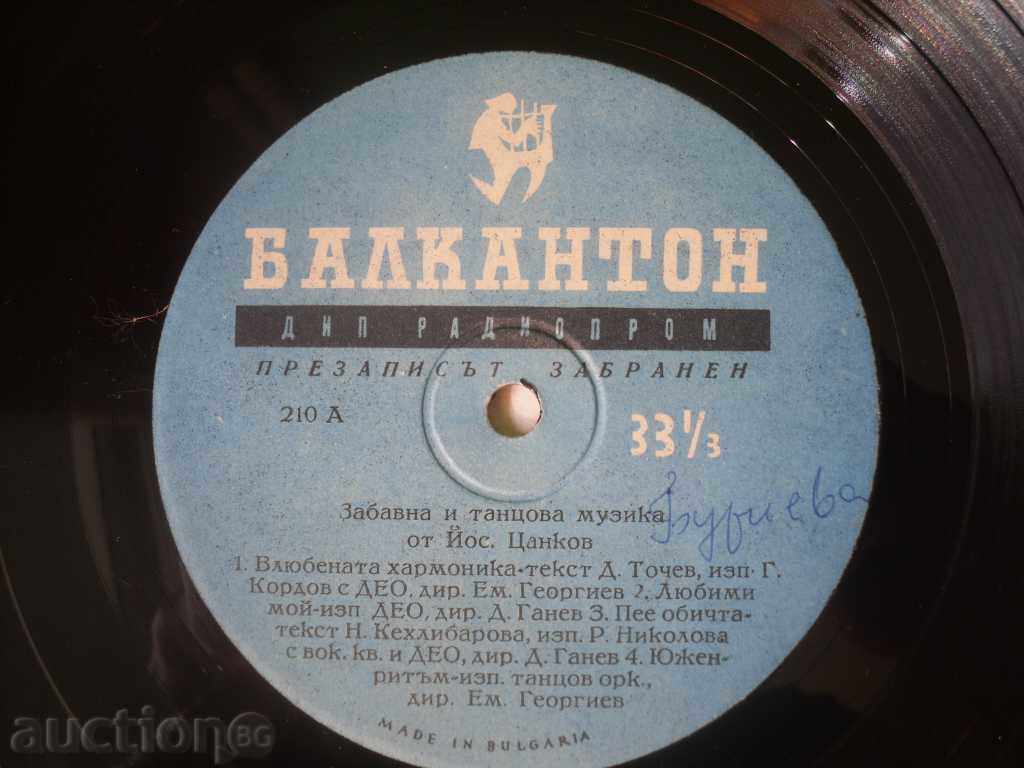 БАЛКАНТОН
ДИП РАДИОПРОМ
ПРЕЗАПИСЪТ ЗАБРАНЕН
210 А
33 1/3
Забавна и танцова музика
от Йос. Цанков
1. Влюбената хармоника-текст Д. Точев, изп. Г.
Кордов с ДЕО, дир. Ем. Георгиев 2. Любими
мой-изп ДЕО, дир. Д. Ганев 3. Пее обичта-
текст Н. Кехлибарова, изп. Р. Николова
с вок. кв. и ДЕО, дир. Д. Ганев 4. Южен-
ритъм-изп. танцов орк.,
дир. Ем. Георгиев
MADE IN BULGARIA
auction BG